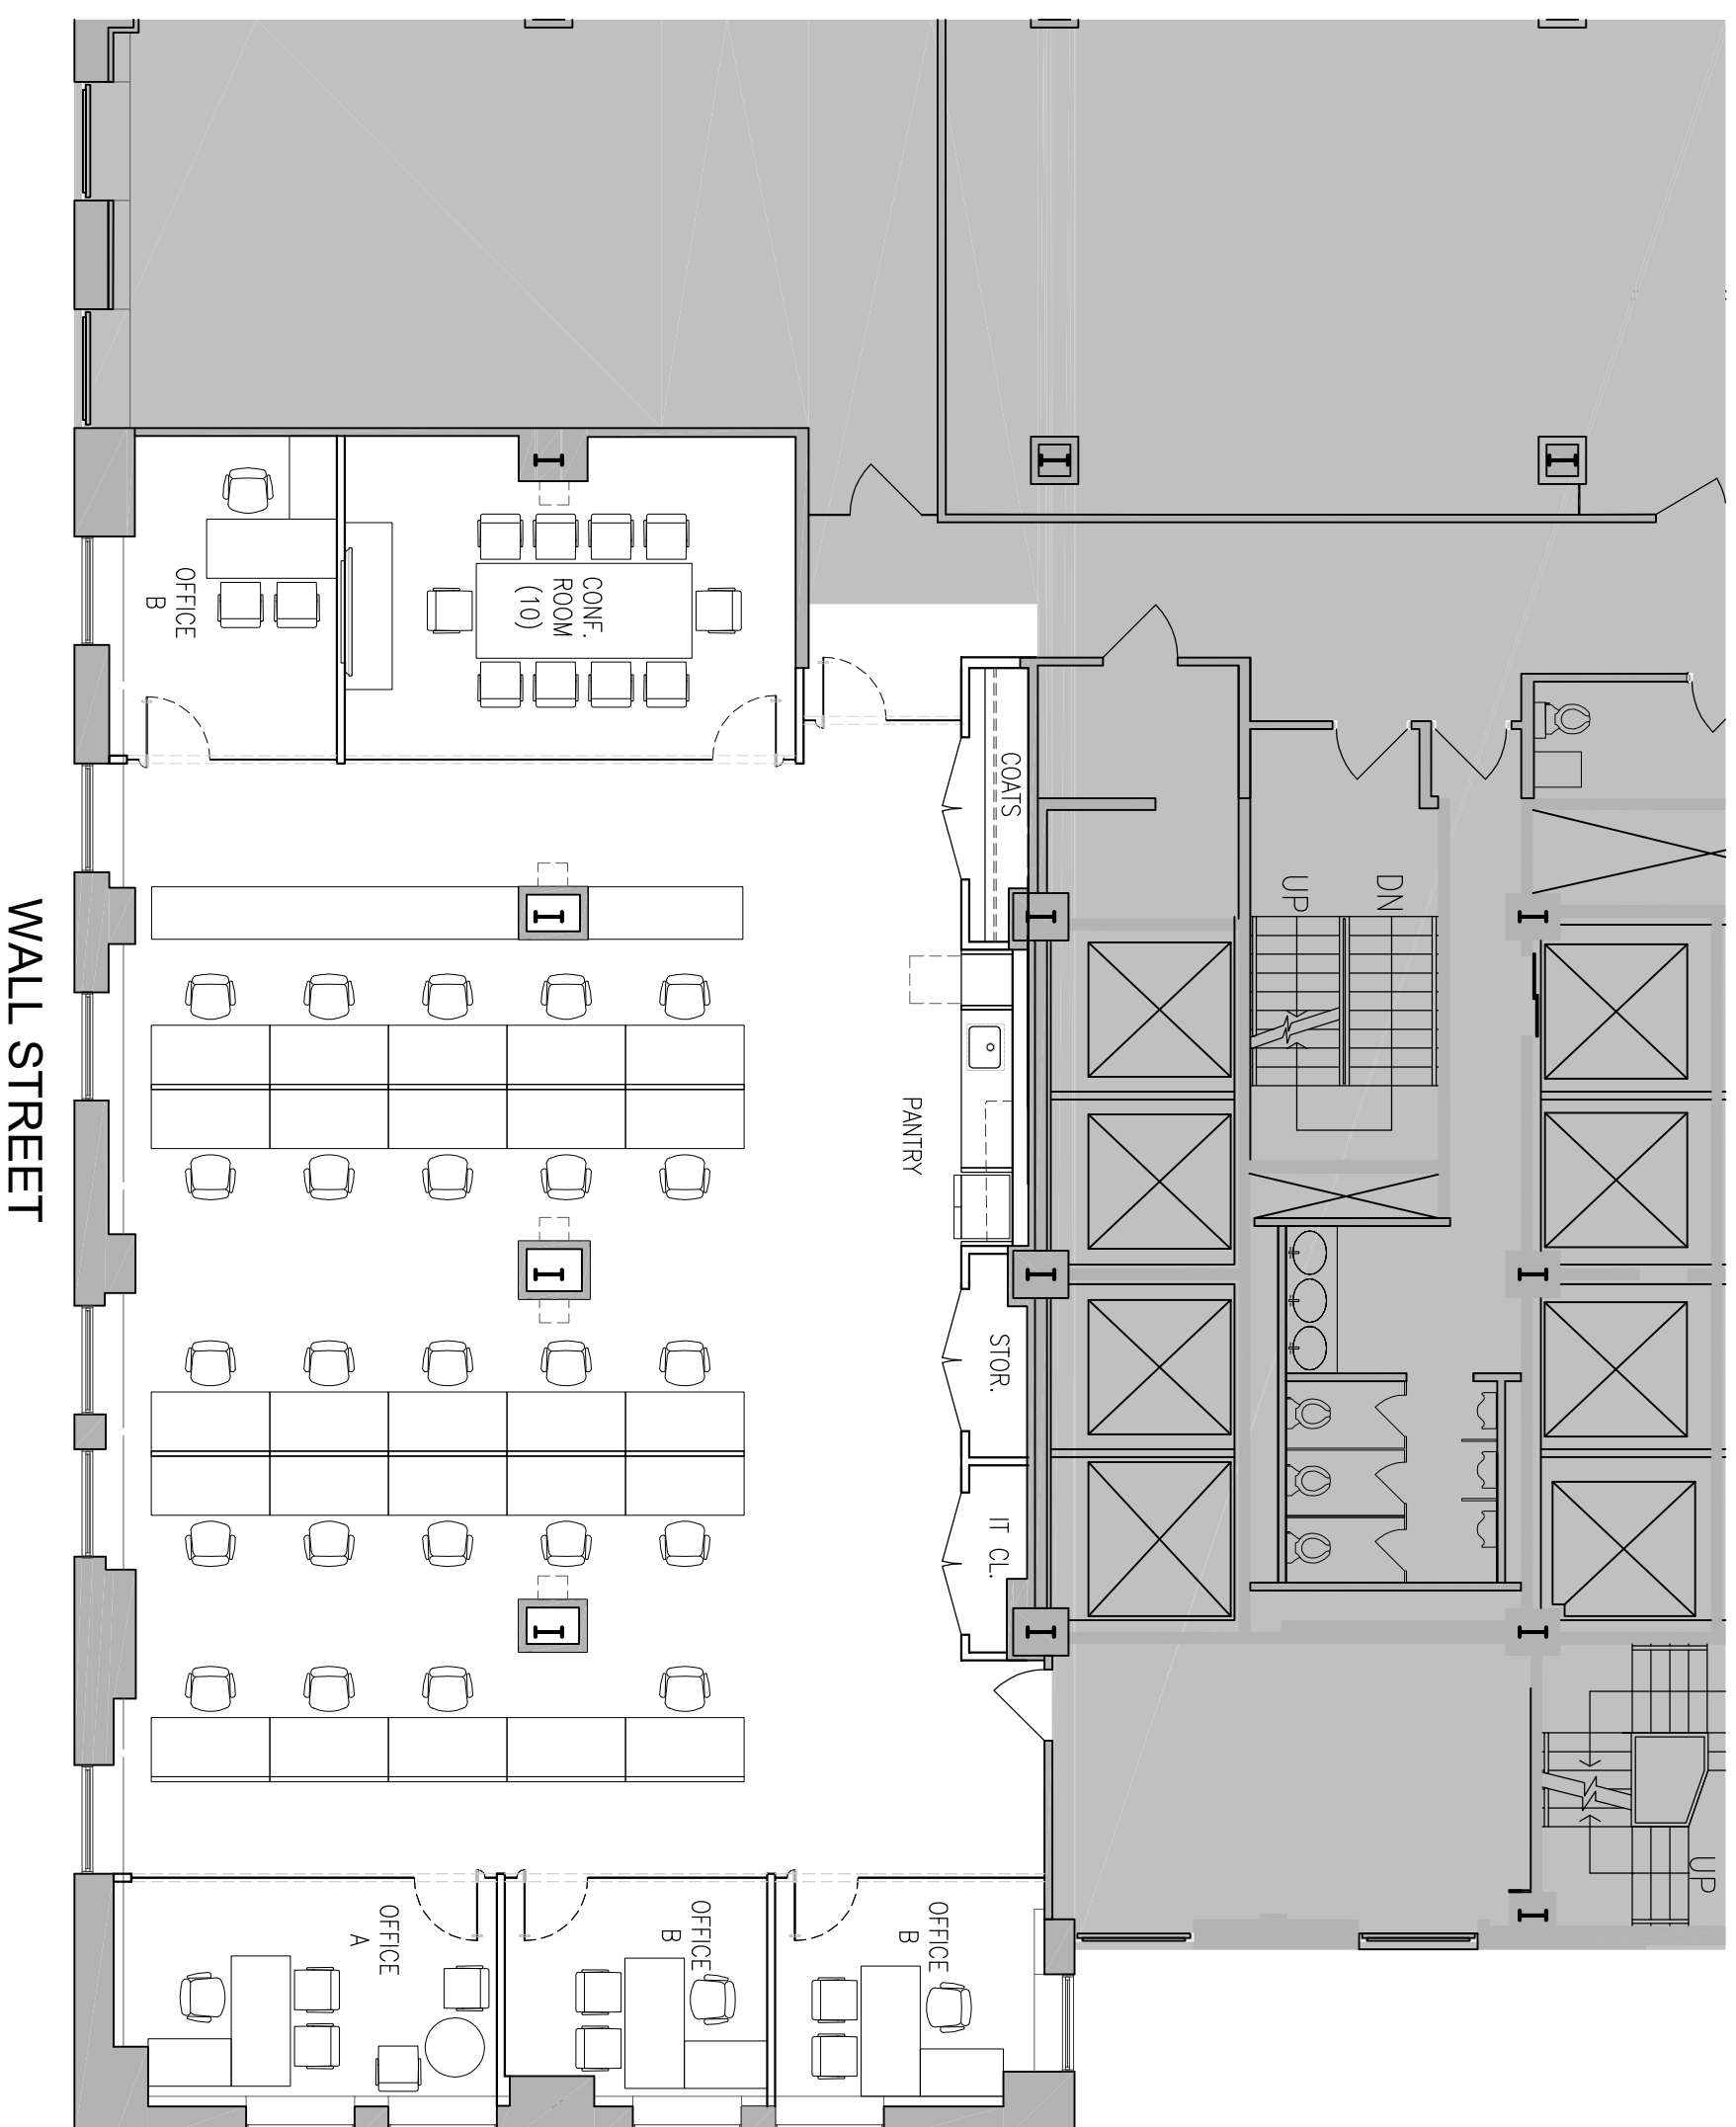 CONF.
ROOM
(10)
OFFICE
B
COATS
DN
UP
WALL STREET
PANTRY
STOR.
IT CL.
UP
OFFICE
A
OFFICE
B
OFFICE
B